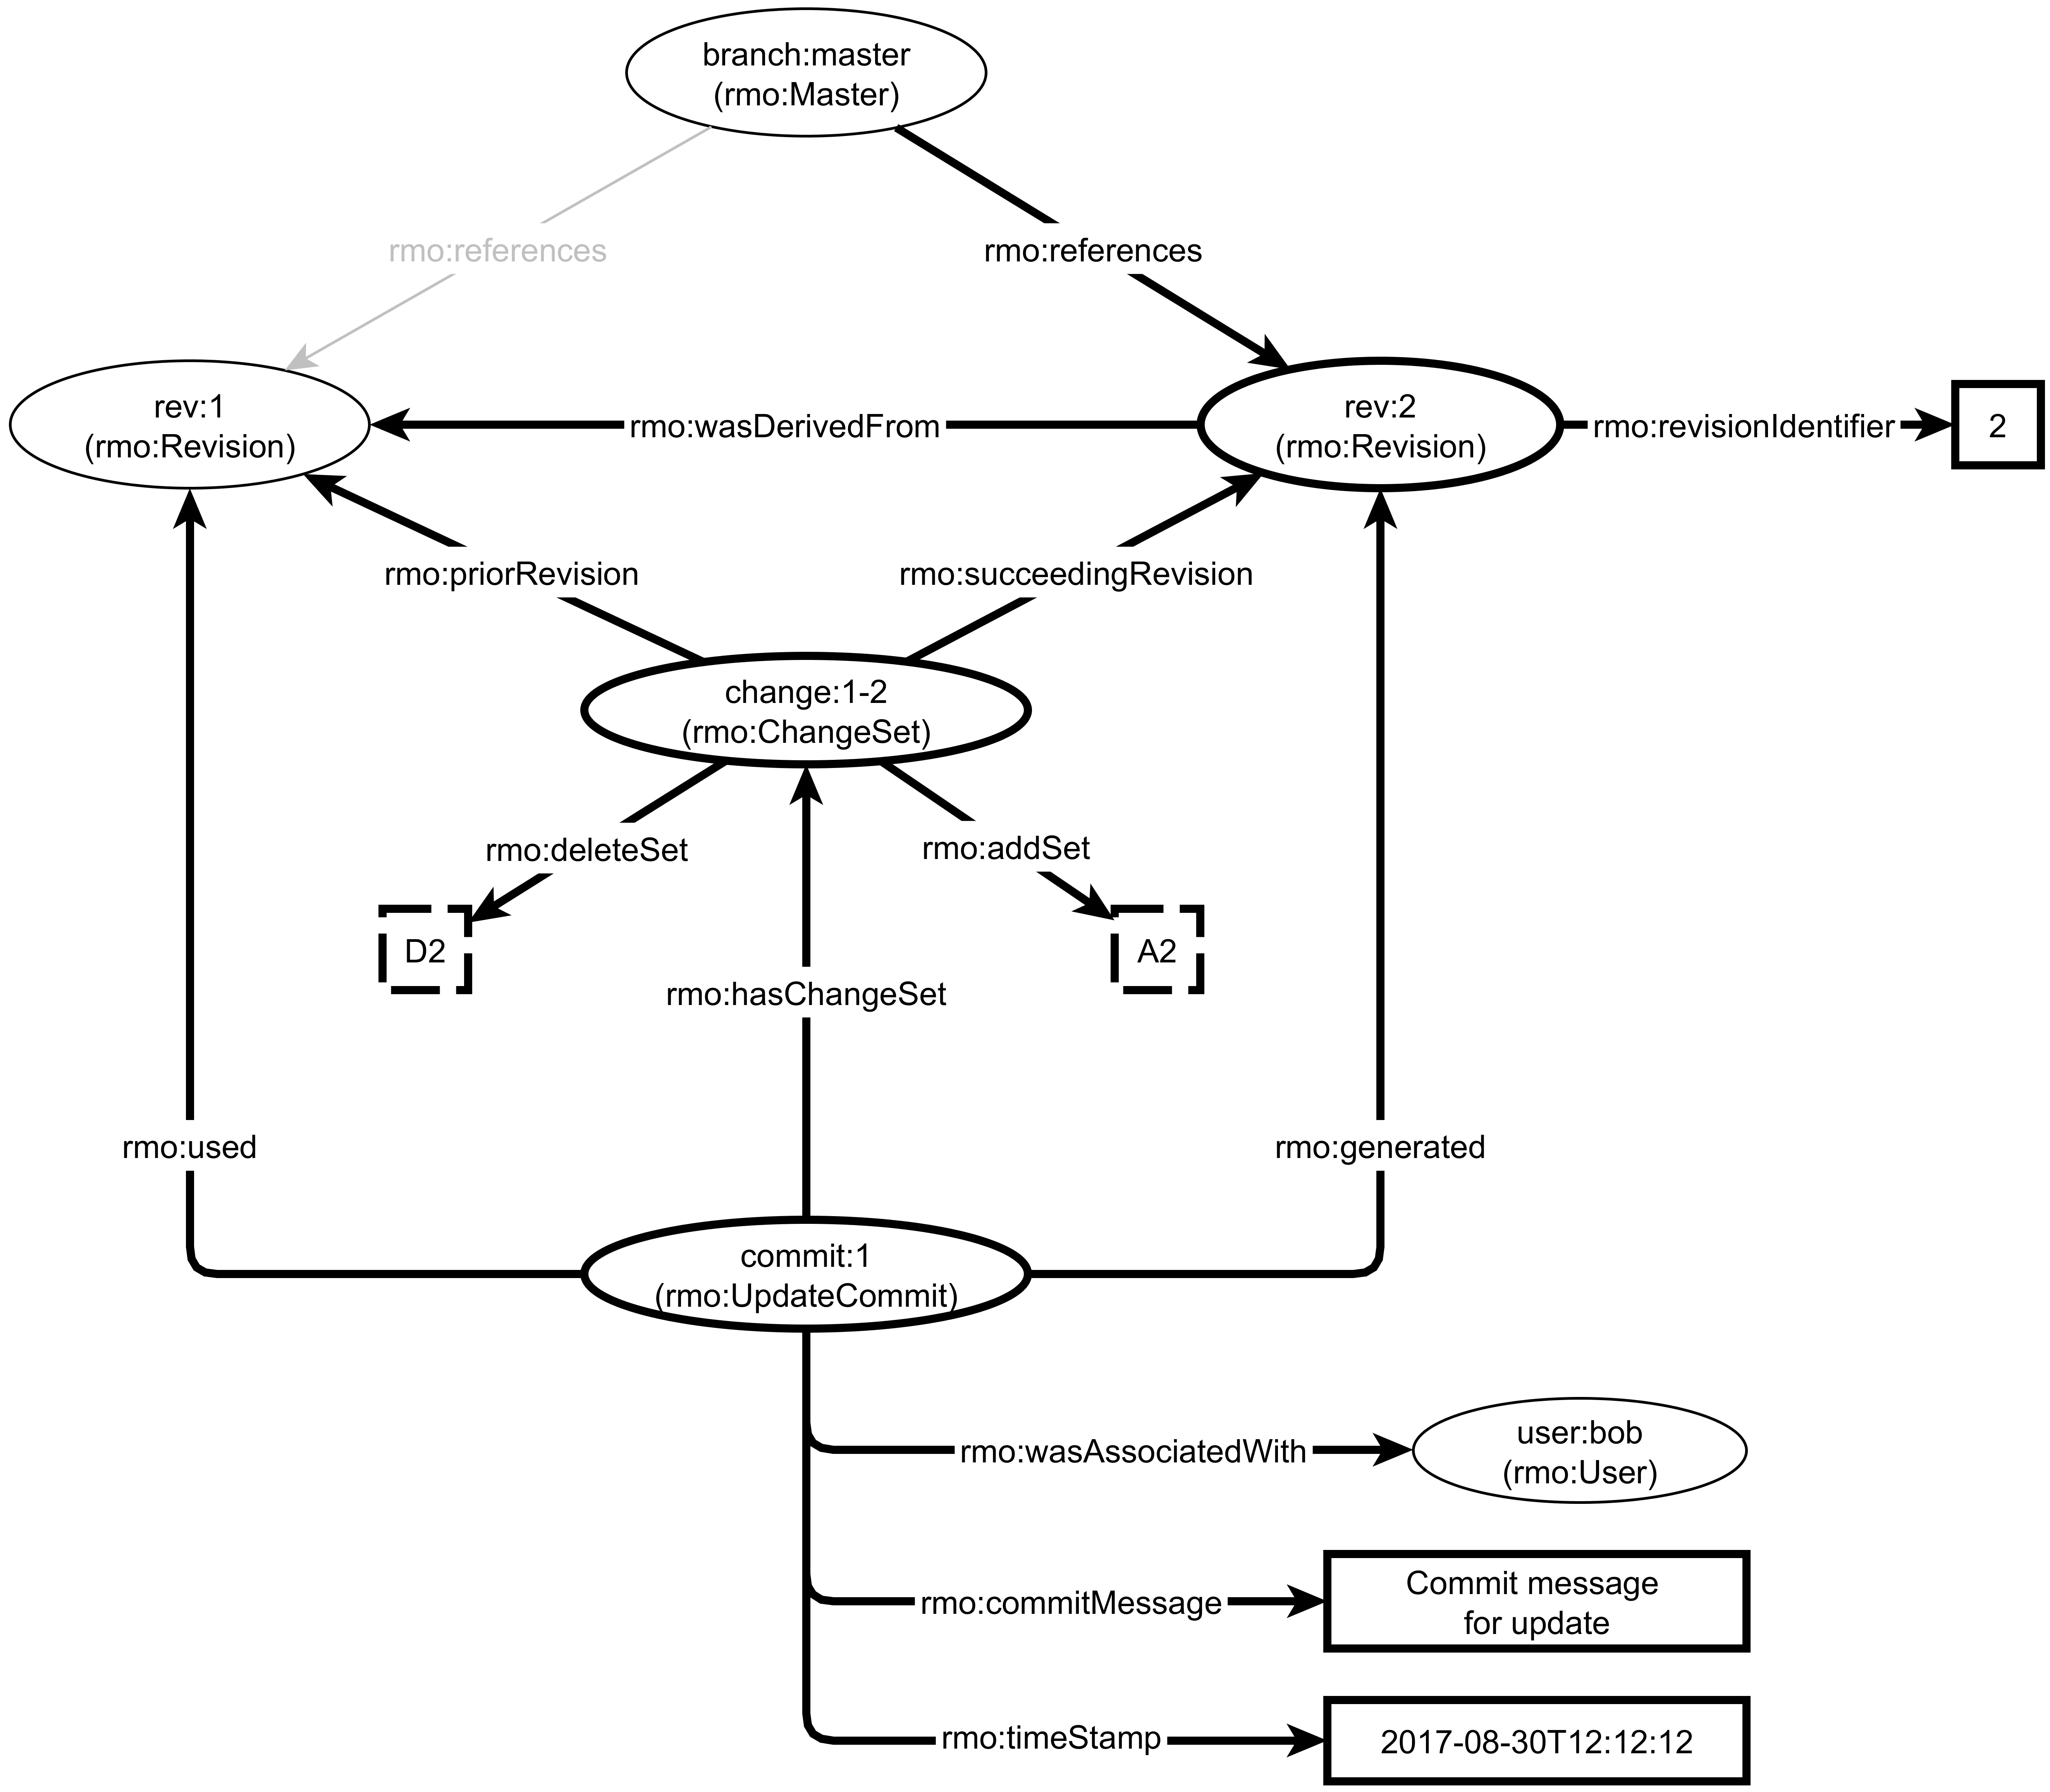 branch:master
(rmo:Master)
rmo:references
rmo:references
rev:1
(rmo:Revision)
rmo:wasDerivedFrom
rev:2
(rmo:Revision)
rmo:revisionIdentifier
2
rmo:priorRevision
rmo:succeedingRevision
change:1-2
(rmo:ChangeSet)
rmo:deleteSet
rmo:addSet
D2
A2
rmo:hasChangeSet
rmo:used
rmo:generated
commit:1
(rmo:UpdateCommit)
rmo:wasAssociatedWith
user:bob
(rmo:User)
rmo:commitMessage
Commit message
for update
rmo:timeStamp
2017-08-30T12:12:12